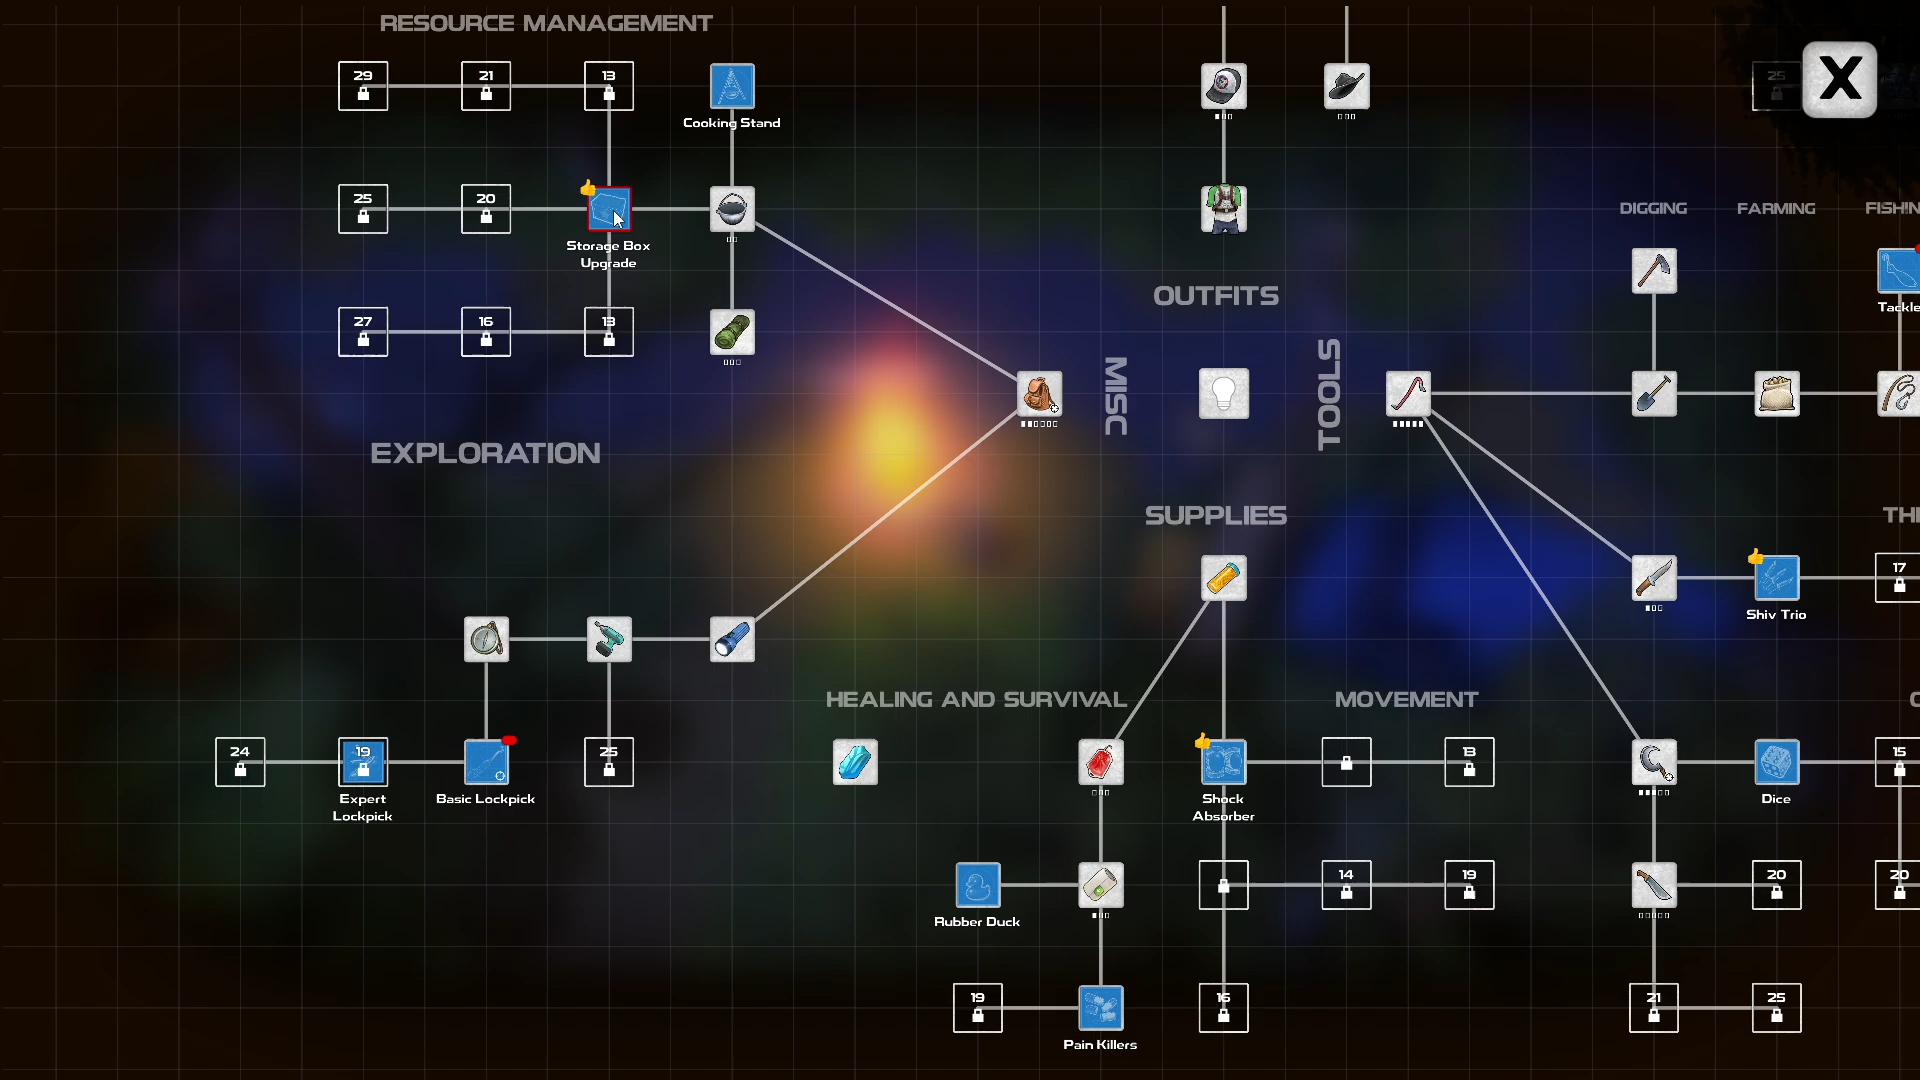 RESOURCE MANAGEMENT
29
21
13
Cooking Stand
25
X
25
20
Storage Box
Upgrade
DIGGING
FARMING
27
16
13
OUTFITS
Tackle
MISC
TOOLS
EXPLORATION
SUPPLIES
17
Shiv Trio
HEALING AND SURVIVAL
MOVEMENT
24
19
25
13
15
Expert
Lockpick
Basic Lockpick
Shock
Absorber
Dice
14
19
20
20
Rubber Duck
19
16
21
25
Pain Killers